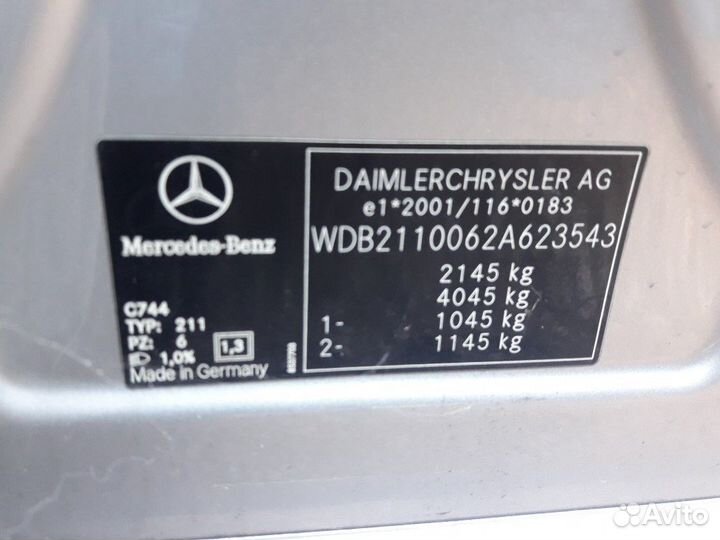 Mercedes-Benz
C744
TYP: 211
PZ: 6
1,0%
1,3
Made in Germany
DAIMLERCHRYSLER AG
e1*2001/116*0183
WDB2110062A623543
2145 kg
4045 kg
1- 1045 kg
2- 1145 kg
Avito